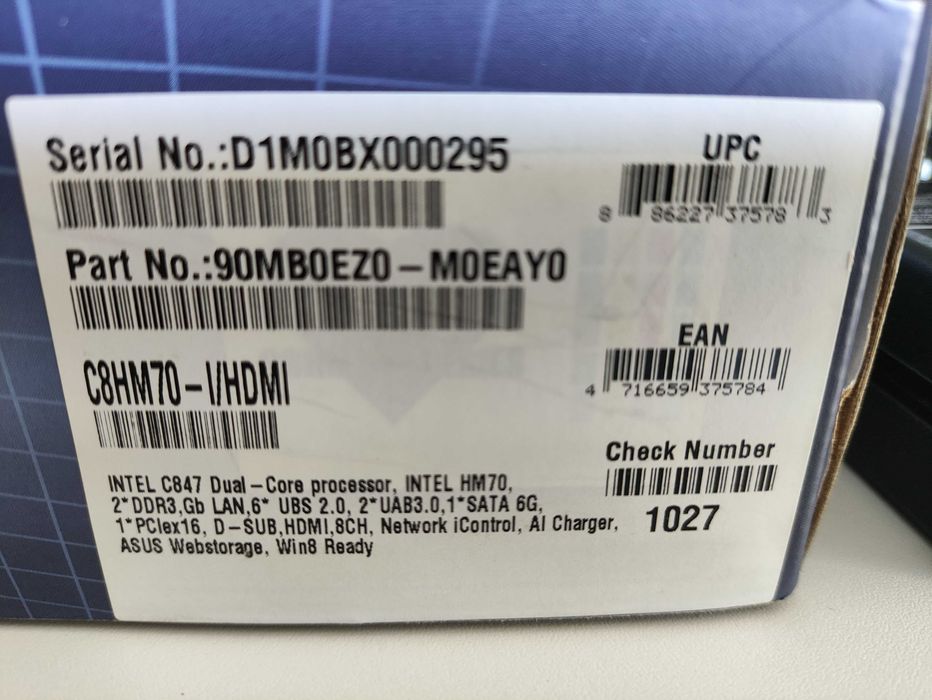 Serial No.:D1M0BX000295
UPC
8 86227 37578 3
Part No.:90MB0EZ0-M0EAY0
EAN
4 716659 375784
C8HM70-I/HDMI
Check Number
1027
INTEL C847 Dual-Core processor, INTEL HM70,
2*DDR3,Gb LAN,6* UBS 2.0, 2*UAB3.0,1*SATA 6G,
1*PCIex16, D-SUB,HDMI,8CH, Network iControl, AI Charger,
ASUS Webstorage, Win8 Ready